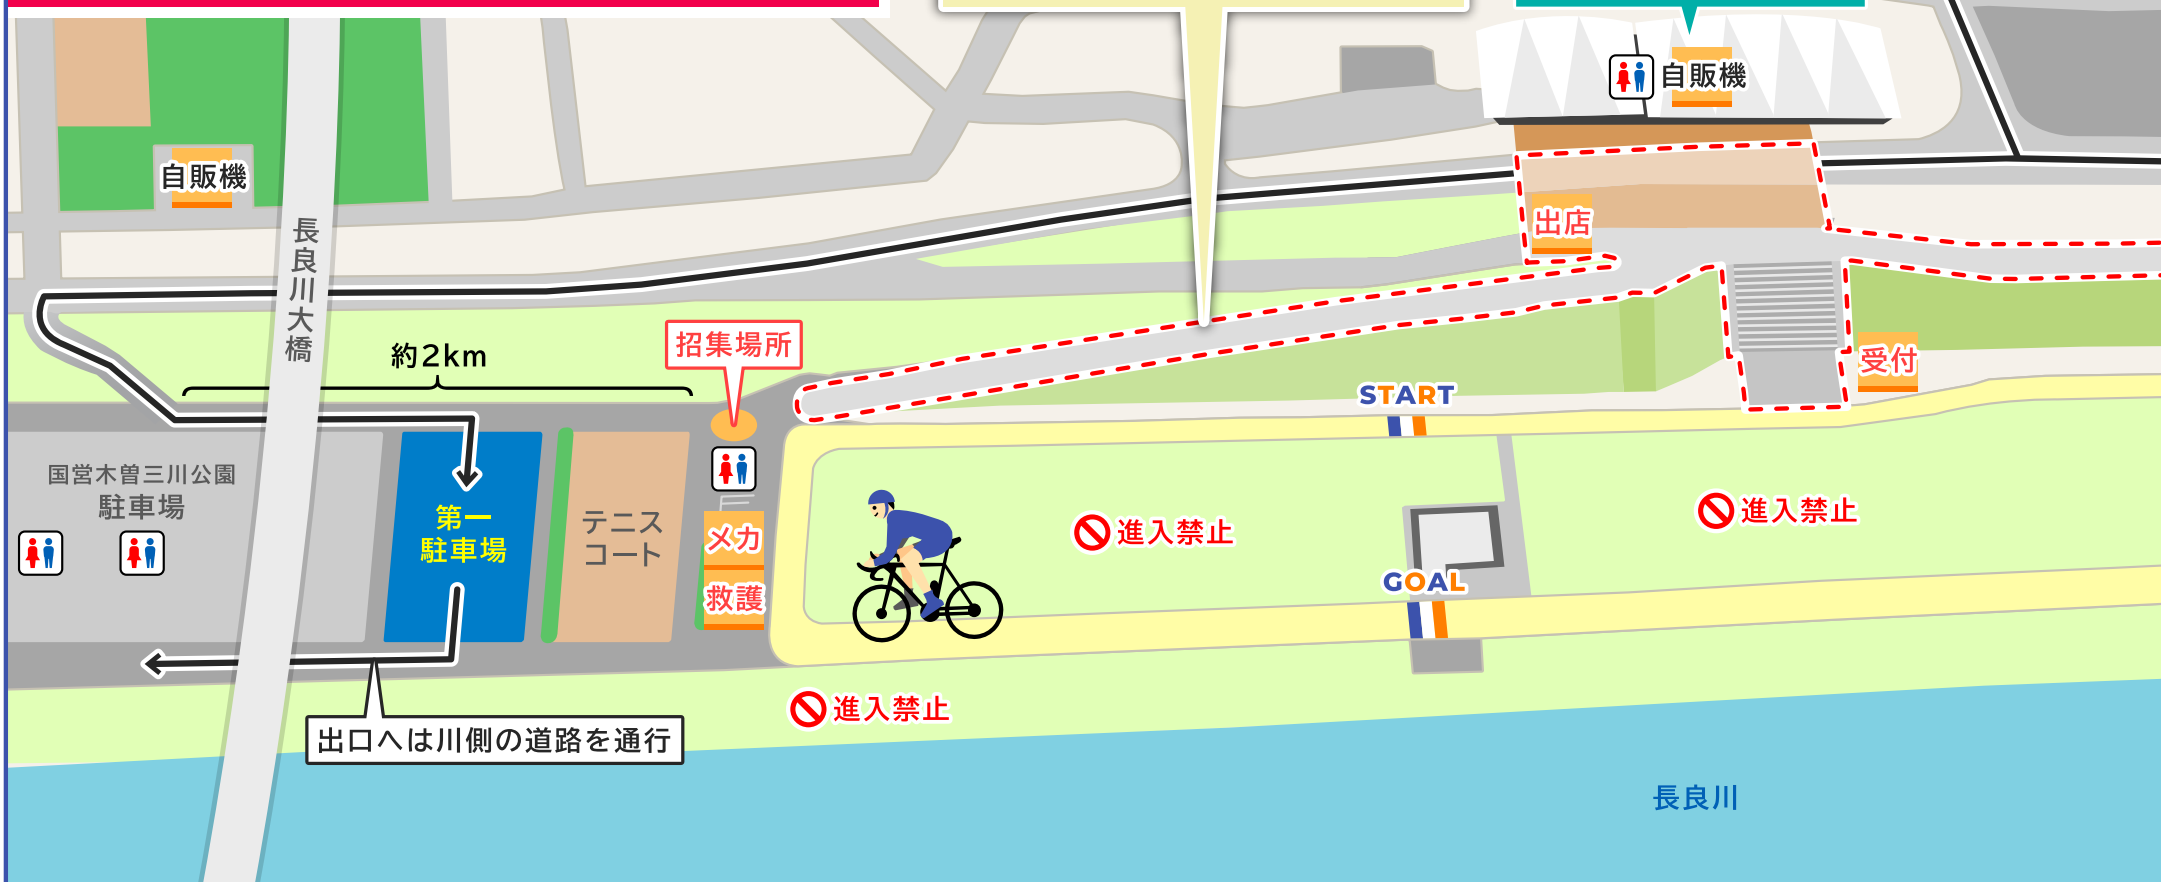 自販機
自販機
長良川大橋
出店
約2km
招集場所
受付
START
国営木曽三川公園
駐車場
第一
駐車場
テニス
コート
メカ
救護
進入禁止
進入禁止
GOAL
進入禁止
出口へは川側の道路を通行
長良川